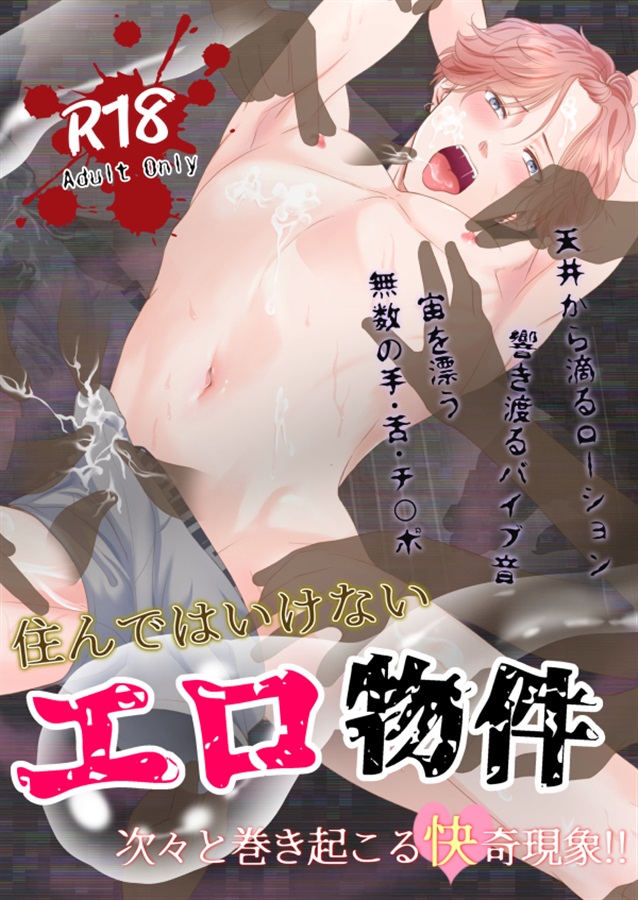 R18
Adult Only
天井から滴るローション
響き渡るバイブ音
宙を漂う
無数の手・舌・チ○ポ
住んではいけない
エロ物件
次々と巻き起こる快奇現象!!